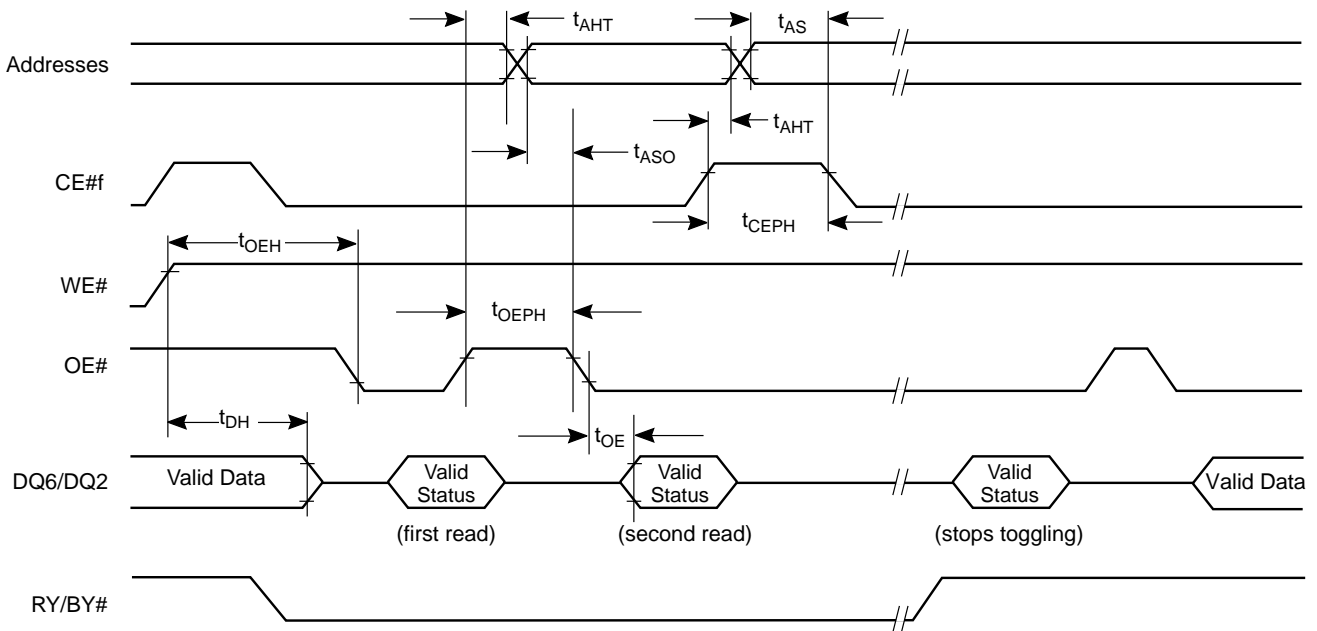 tAHT
tAS
Addresses
tAHT
tASO
CE#f
tCEPH
tOEH
WE#
tOEPH
OE#
tDH
tOE
DQ6/DQ2
Valid Data
Valid
Status
Valid
Status
Valid
Status
Valid Data
(first read)
(second read)
(stops toggling)
RY/BY#